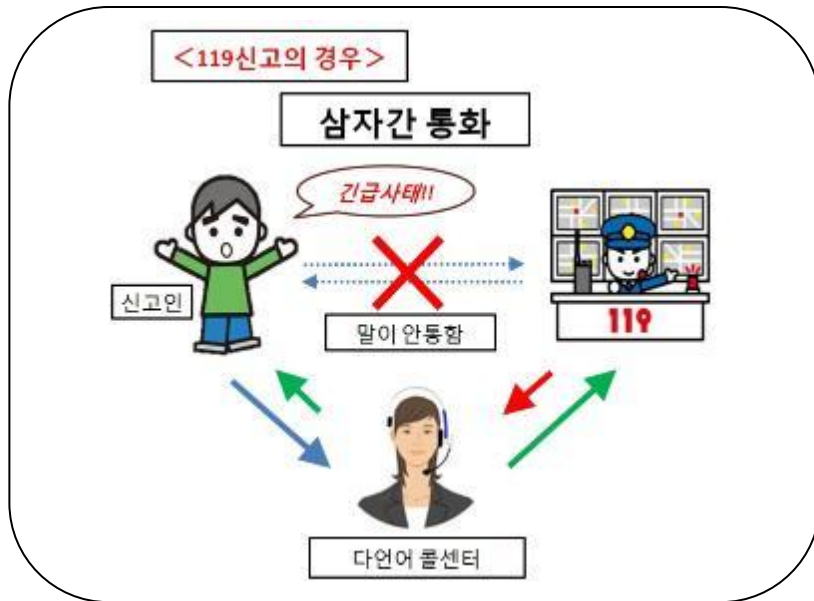 <119신고의 경우>
삼자간 통화
긴급사태!!
신고인
말이 안통함
119
다언어 콜센터